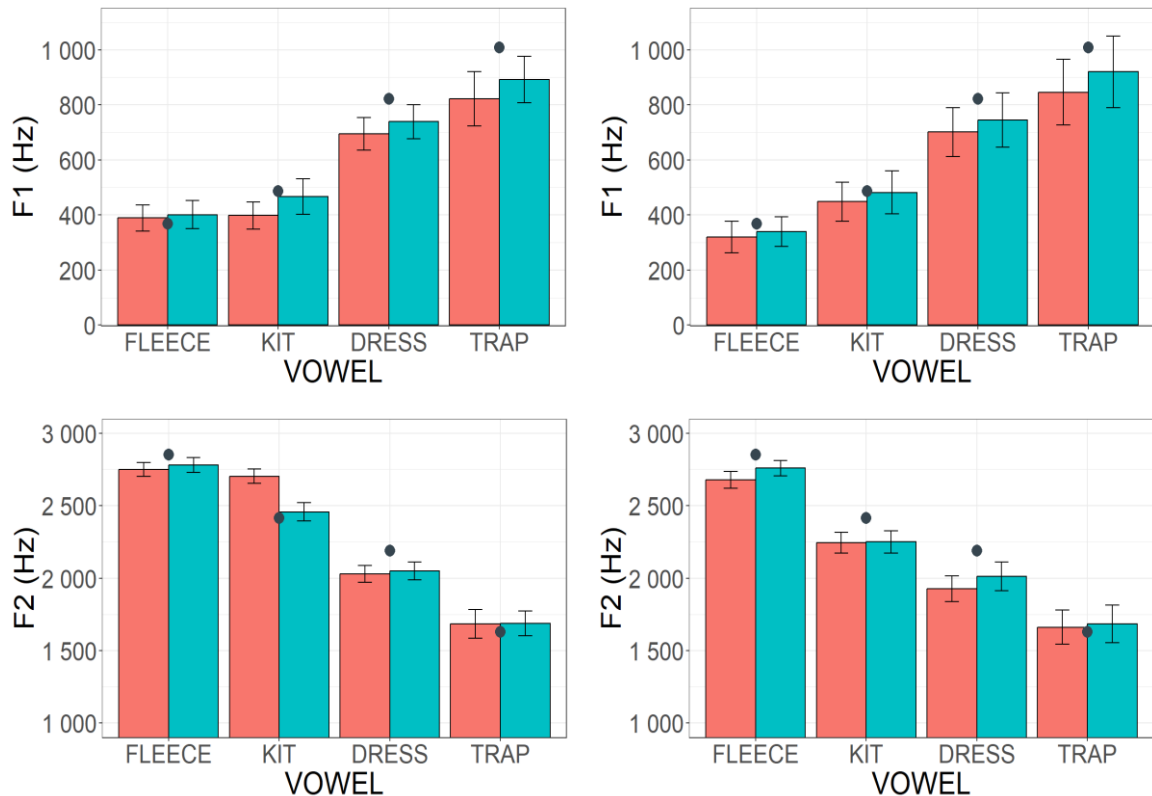 F1 (Hz)
1 000
800
600
400
200
0
FLEECE KIT DRESS TRAP
VOWEL
F1 (Hz)
1 000
800
600
400
200
0
FLEECE KIT DRESS TRAP
VOWEL
F2 (Hz)
3 000
2 500
2 000
1 500
1 000
FLEECE KIT DRESS TRAP
VOWEL
F2 (Hz)
3 000
2 500
2 000
1 500
1 000
FLEECE KIT DRESS TRAP
VOWEL